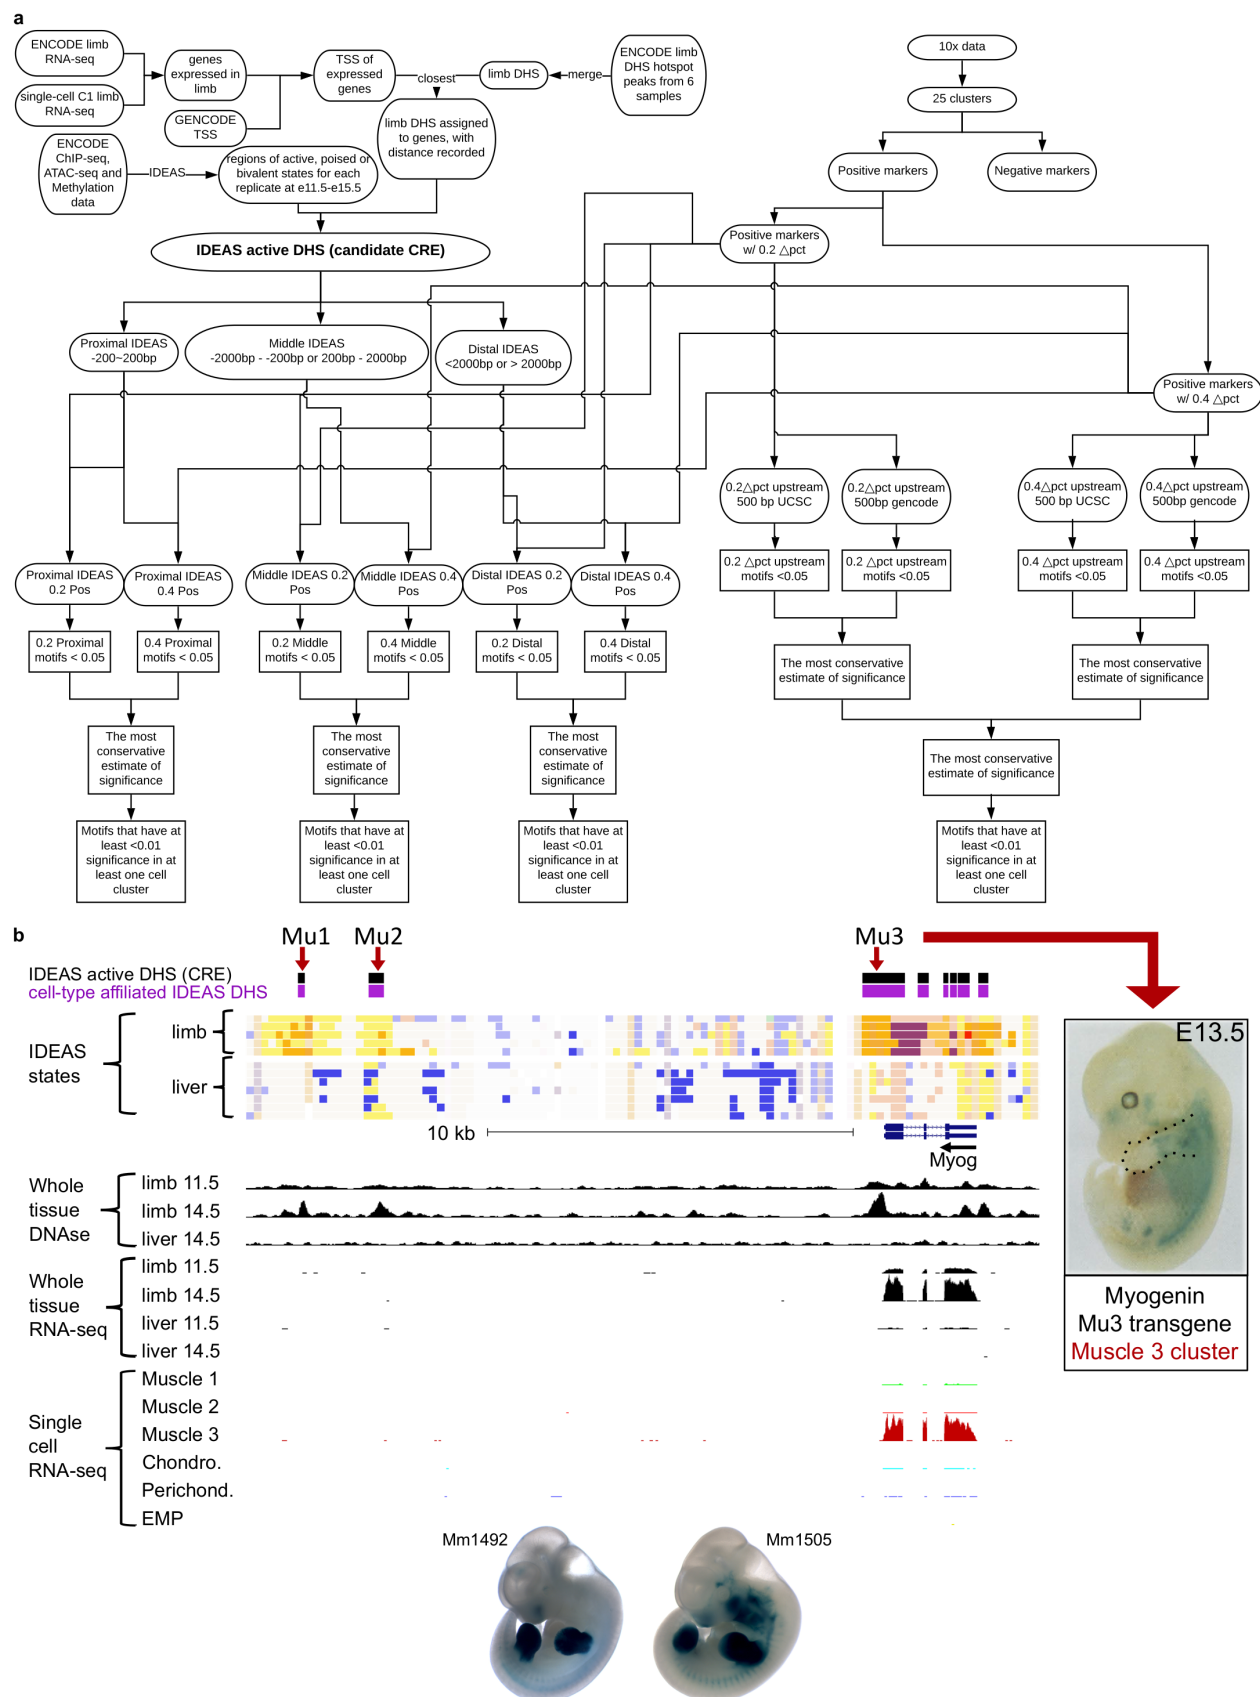 a
ENCODE limb
RNA-seq
single-cell C1 limb
RNA-seq
genes
expressed in
limb
GENCODE
TSS
TSS of
expressed
genes
closest
limb DHS
merge
ENCODE limb
DHS hotspot
peaks from 6
samples
limb DHS assigned
to genes, with
distance recorded
ENCODE
ChIP-seq,
ATAC-seq and
Methylation
data
IDEAS
regions of active, poised or
bivalent states for each
replicate at e11.5-e15.5
IDEAS active DHS (candidate CRE)
Proximal IDEAS
-200~200bp
Middle IDEAS
-2000bp - -200bp or 200bp - 2000bp
Distal IDEAS
<2000bp or > 2000bp
10x data
25 clusters
Positive markers
Negative markers
Positive markers
w/ 0.2 △pct
Positive markers
w/ 0.4 △pct
0.2△pct upstream
500 bp UCSC
0.2△pct upstream
500bp gencode
0.4△pct upstream
500 bp UCSC
0.4△pct upstream
500bp gencode
0.2 △pct upstream
motifs <0.05
0.2 △pct upstream
motifs <0.05
0.4 △pct upstream
motifs <0.05
0.4 △pct upstream
motifs <0.05
Proximal IDEAS
0.2 Pos
Proximal IDEAS
0.4 Pos
Middle IDEAS 0.2
Pos
Middle IDEAS 0.4
Pos
Distal IDEAS 0.2
Pos
Distal IDEAS 0.4
Pos
0.2 Proximal
motifs < 0.05
0.4 Proximal
motifs < 0.05
0.2 Middle
motifs < 0.05
0.4 Middle
motifs < 0.05
0.2 Distal
motifs < 0.05
0.4 Distal
motifs < 0.05
The most conservative
estimate of significance
The most conservative
estimate of significance
The most
conservative
estimate of
significance
The most
conservative
estimate of
significance
The most
conservative
estimate of
significance
The most conservative
estimate of significance
Motifs that have at
least <0.01
significance in at
least one cell
cluster
Motifs that have at
least <0.01
significance in at
least one cell
cluster
Motifs that have at
least <0.01
significance in at
least one cell
cluster
Motifs that have at
least <0.01
significance in at
least one cell
cluster
b
Mu1
Mu2
Mu3
IDEAS active DHS (CRE)
cell-type affiliated IDEAS DHS
IDEAS
states
limb
liver
10 kb
Myog
E13.5
Myogenin
Mu3 transgene
Muscle 3 cluster
Whole
tissue
DNAse
limb 11.5
limb 14.5
liver 14.5
Whole
tissue
RNA-seq
limb 11.5
limb 14.5
liver 11.5
liver 14.5
Single
cell
RNA-seq
Muscle 1
Muscle 2
Muscle 3
Chondro.
Perichond.
EMP
Mm1492
Mm1505